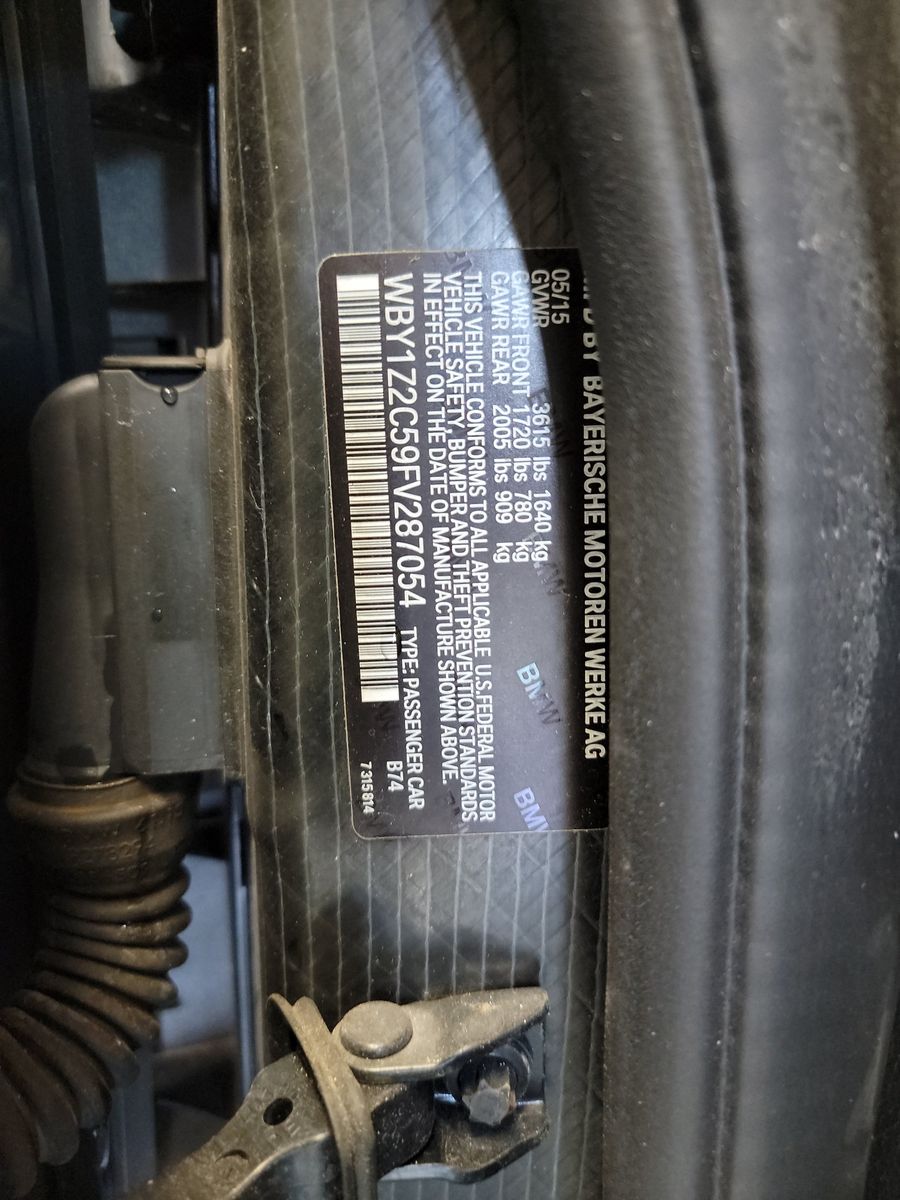 BY BAYERISCHE MOTOREN WERKE AG
05/15
GVWR 3615 lbs 1640 kg
GAWR FRONT 1720 lbs 780 kg
GAWR REAR 2005 lbs 909 kg
THIS VEHICLE CONFORMS TO ALL APPLICABLE U.S.FEDERAL MOTOR
VEHICLE SAFETY, BUMPER AND THEFT PREVENTION STANDARDS
IN EFFECT ON THE DATE OF MANUFACTURE SHOWN ABOVE.
WBY1Z2C59FV287054 TYPE: PASSENGER CAR
B74
7315814
BMW
BMW